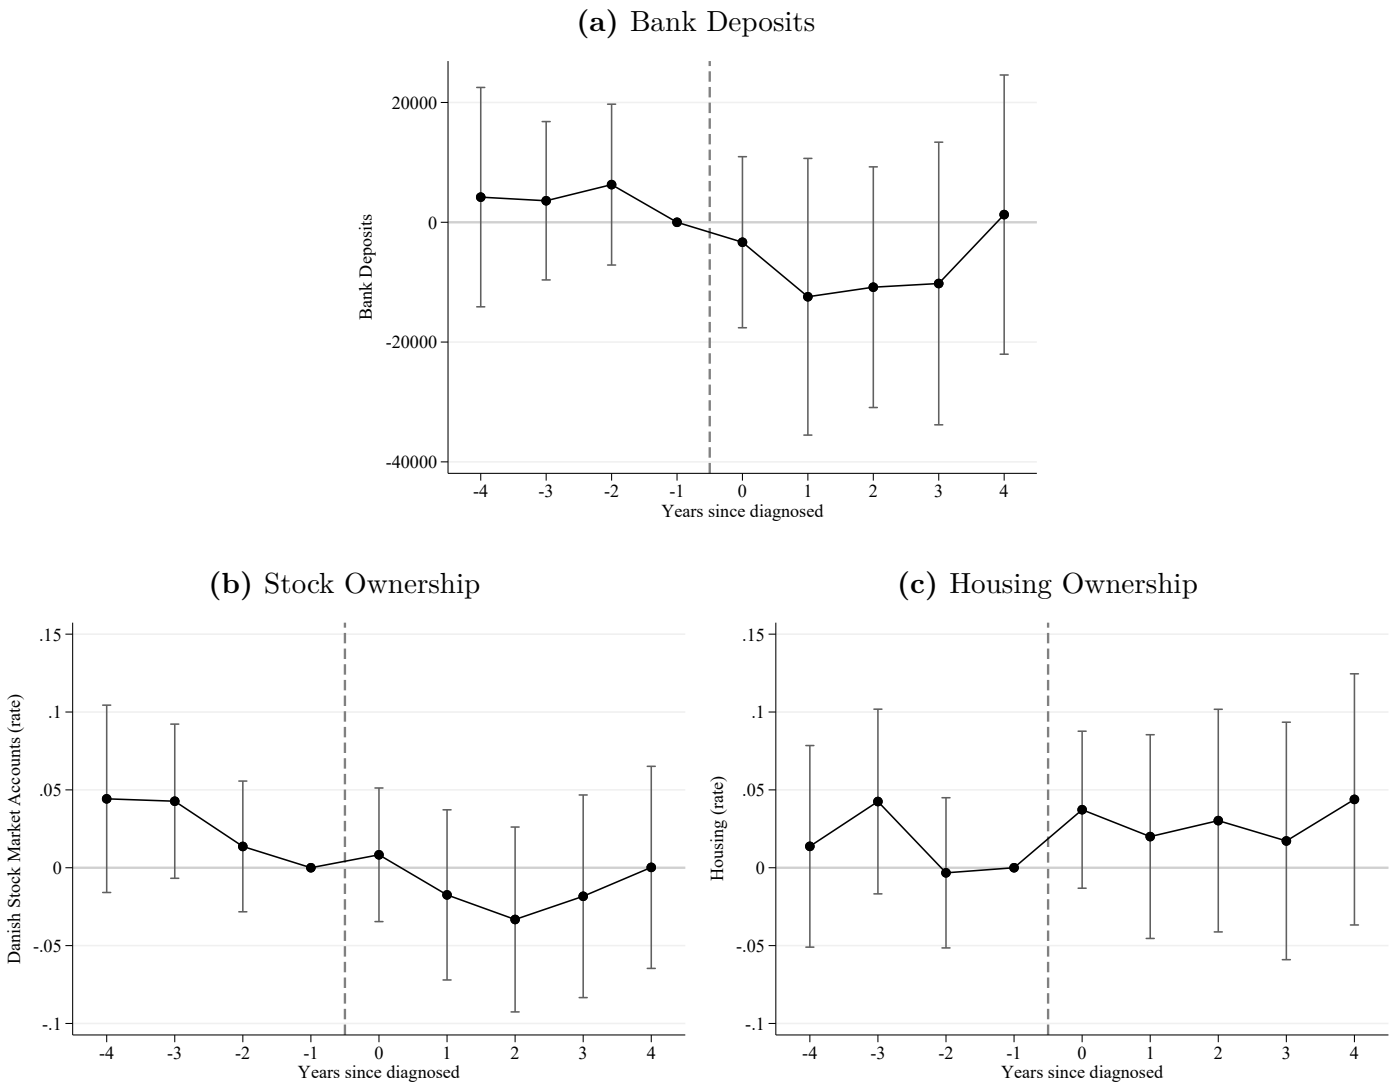 (a) Bank Deposits
Bank Deposits
20000
0
-20000
-40000
-4 -3 -2 -1 0 1 2 3 4
Years since diagnosed
(b) Stock Ownership
Danish Stock Market Accounts (rate)
.15
.1
.05
0
-.05
-.1
-4 -3 -2 -1 0 1 2 3 4
Years since diagnosed
(c) Housing Ownership
Housing (rate)
.15
.1
.05
0
-.05
-.1
-4 -3 -2 -1 0 1 2 3 4
Years since diagnosed